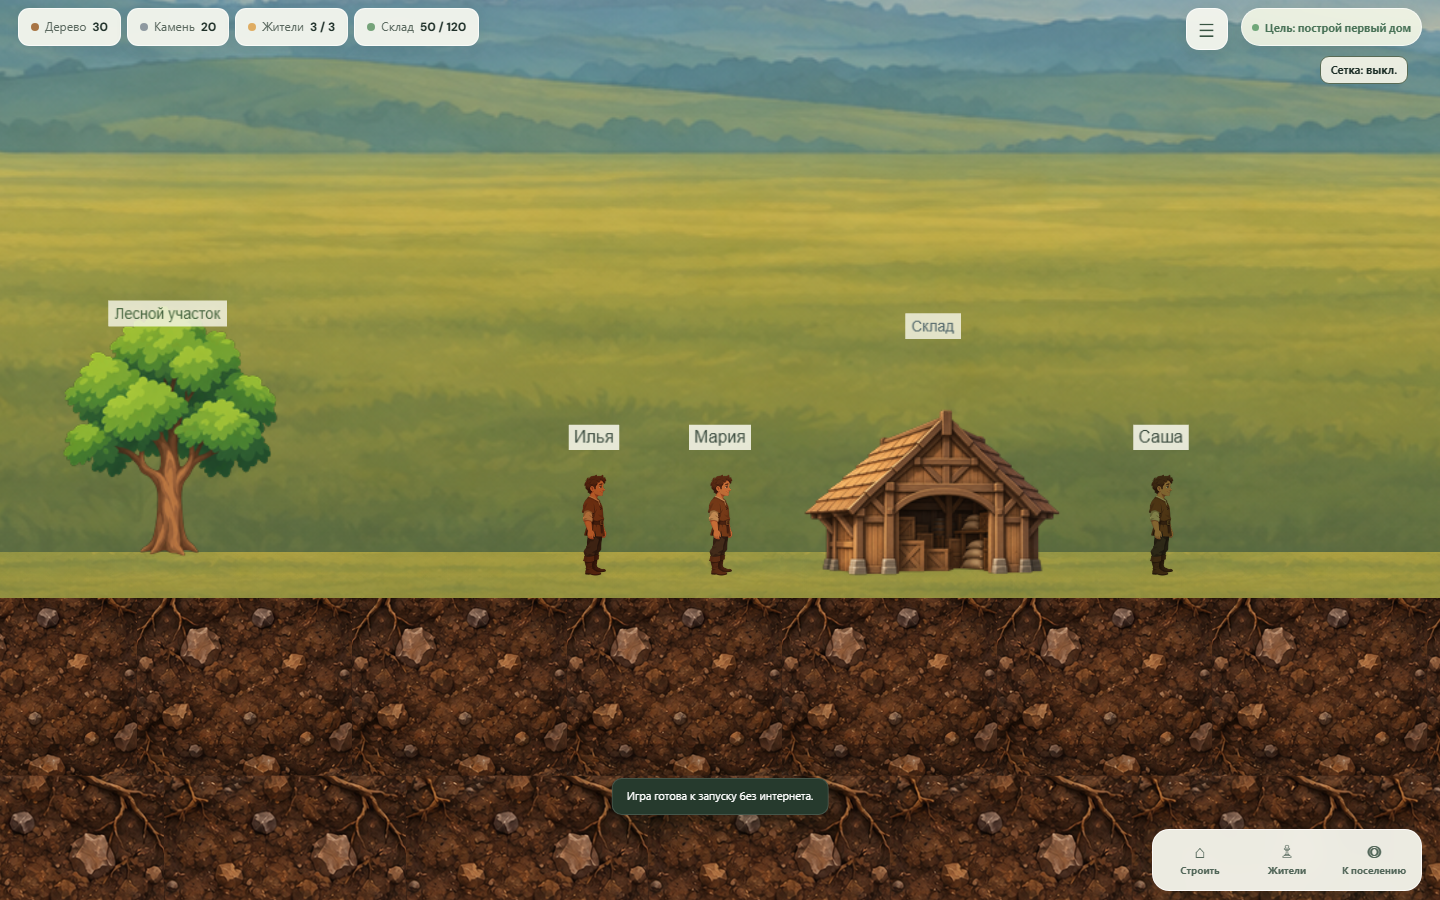 Дерево 30
Камень 20
Жители 3 / 3
Склад 50 / 120
Цель: построй первый дом
Сетка: выкл.
Лесной участок
Склад
Илья
Мария
Саша
Игра готова к запуску без интернета.
Строить
Жители
К поселению